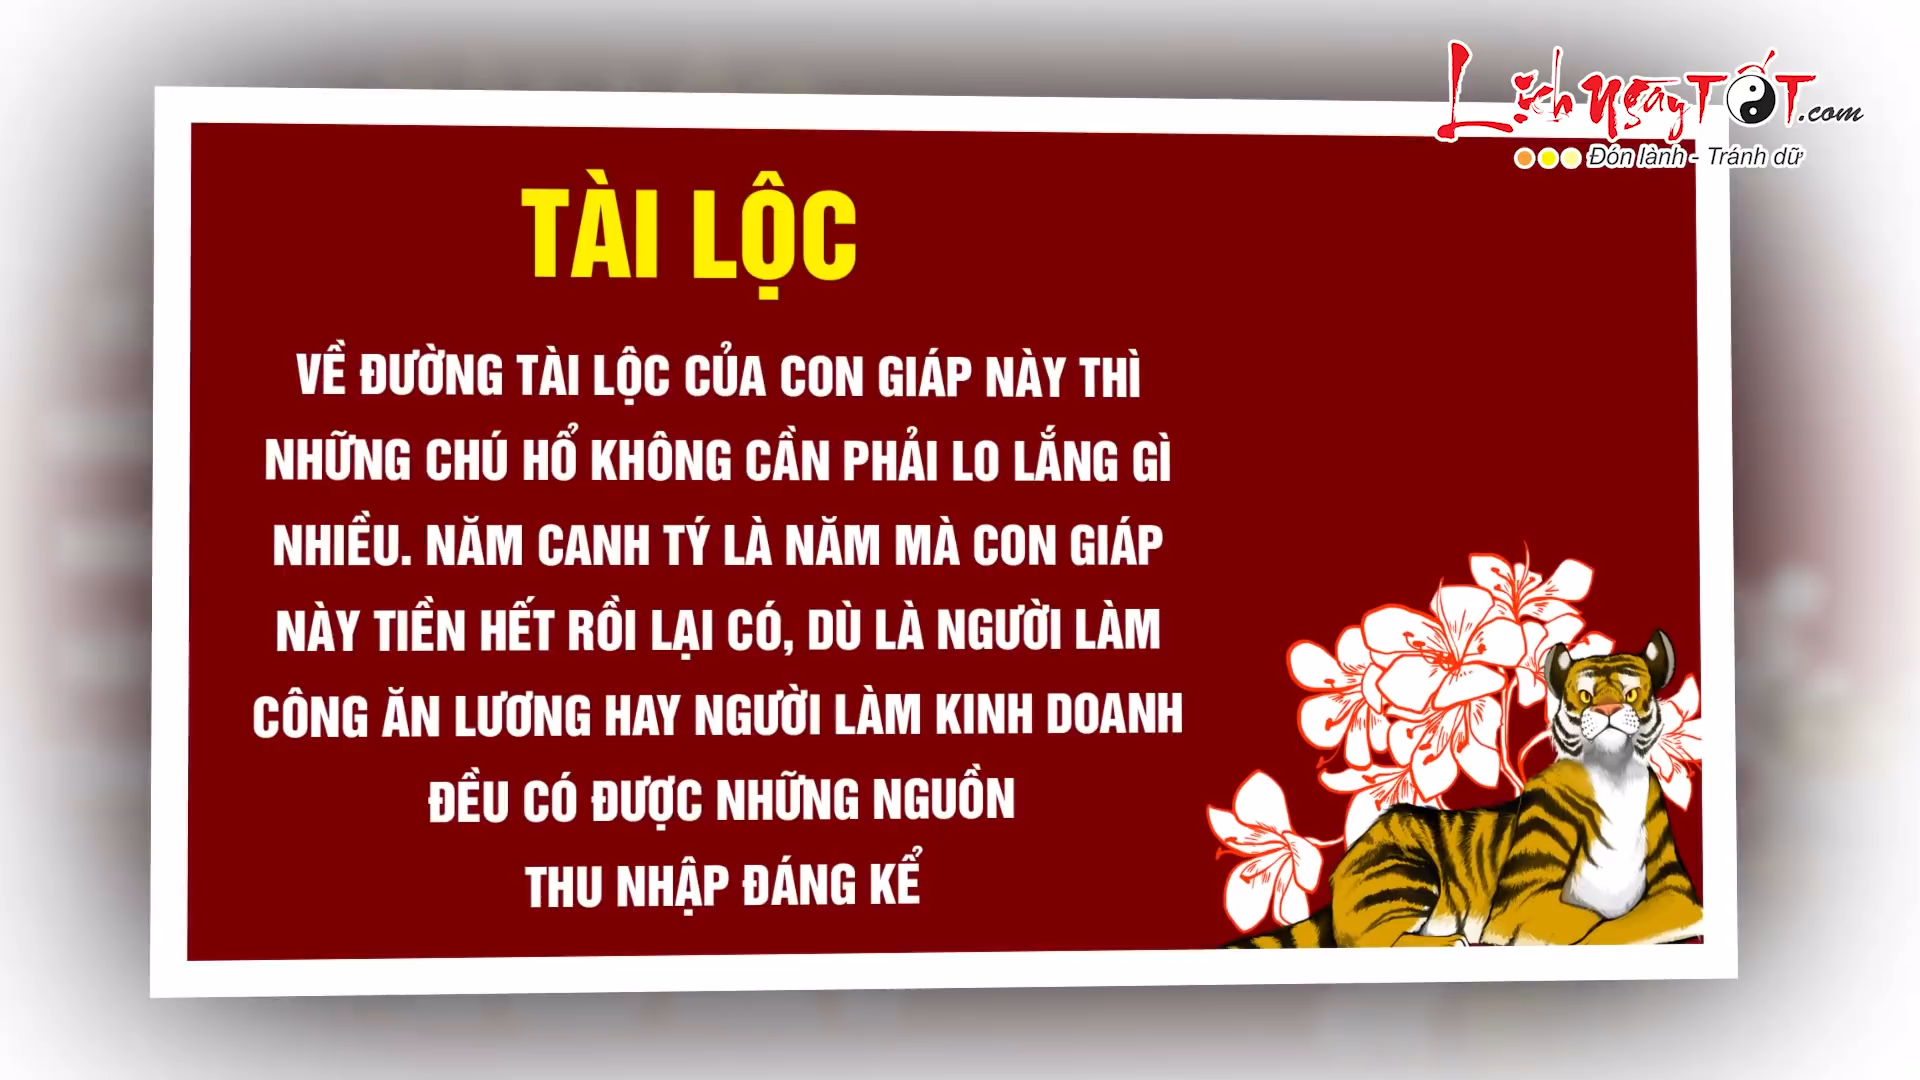 Lịch Ngày TỐT.com
Đón lành - Tránh dữ
TÀI LỘC
VỀ ĐƯỜNG TÀI LỘC CỦA CON GIÁP NÀY THÌ
NHỮNG CHÚ HỔ KHÔNG CẦN PHẢI LO LẮNG GÌ
NHIỀU. NĂM CANH TÝ LÀ NĂM MÀ CON GIÁP
NÀY TIỀN HẾT RỒI LẠI CÓ, DÙ LÀ NGƯỜI LÀM
CÔNG ĂN LƯƠNG HAY NGƯỜI LÀM KINH DOANH
ĐỀU CÓ ĐƯỢC NHỮNG NGUỒN
THU NHẬP ĐÁNG KỂ